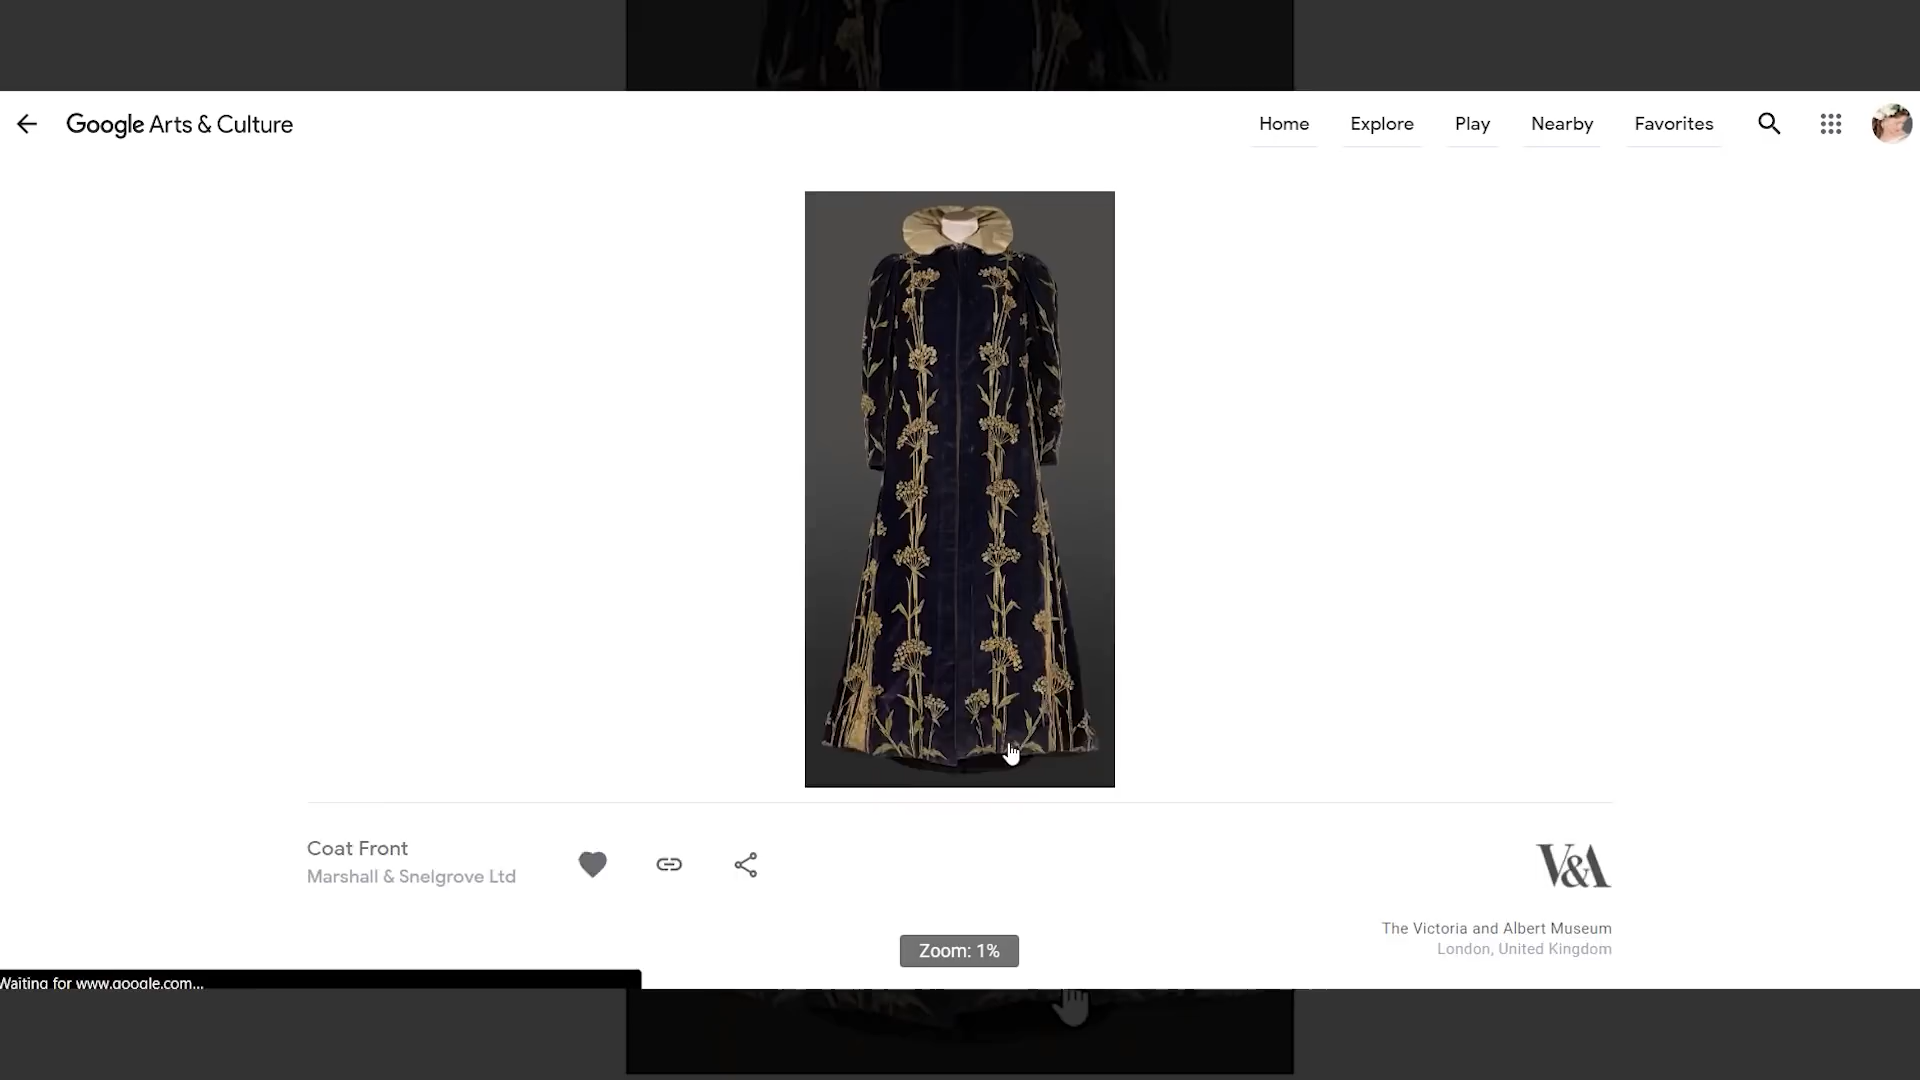 Google Arts & Culture
Home Explore Play Nearby Favorites
Coat Front
Marshall & Snelgrove Ltd
V&A
The Victoria and Albert Museum
London, United Kingdom
Zoom: 1%
Waiting for www.google.com...